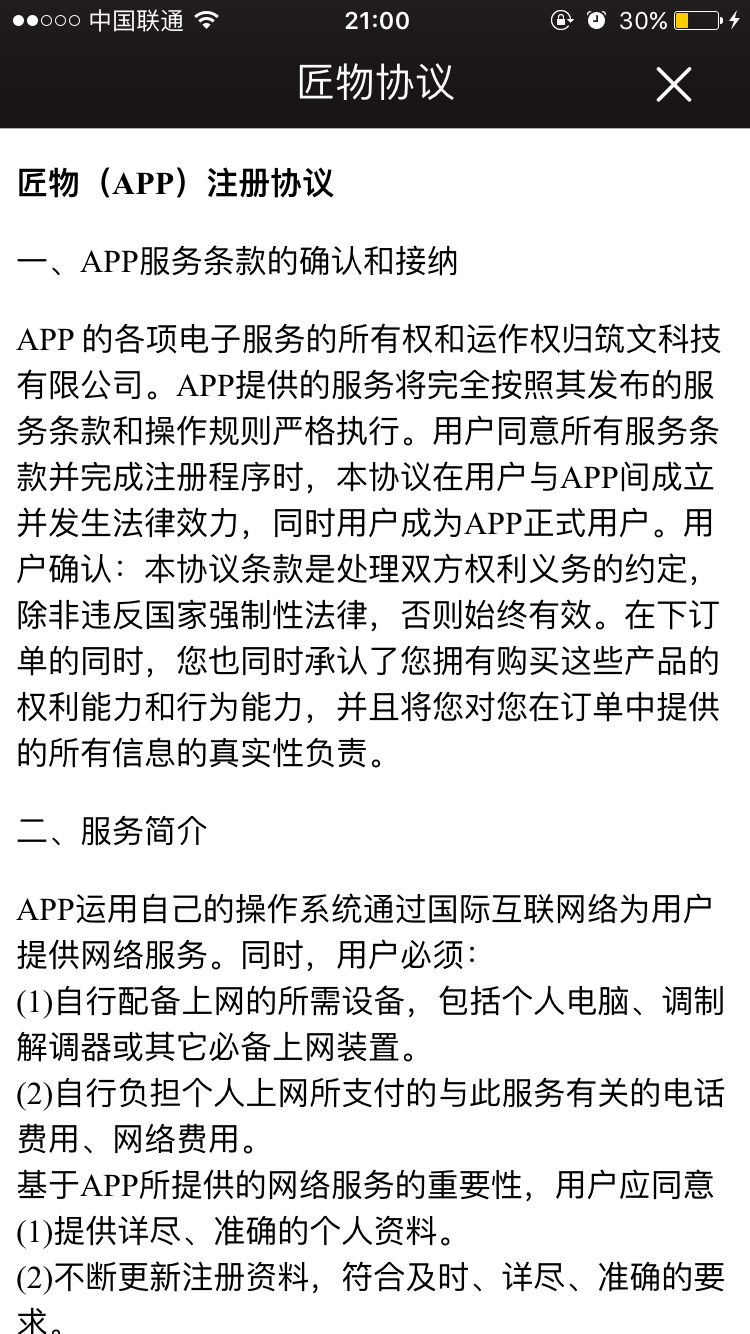 中国联通
21:00
30%
匠物协议
匠物（APP）注册协议
一、APP服务条款的确认和接纳
APP 的各项电子服务的所有权和运作权归筑文科技
有限公司。APP提供的服务将完全按照其发布的服
务条款和操作规则严格执行。用户同意所有服务条
款并完成注册程序时，本协议在用户与APP间成立
并发生法律效力，同时用户成为APP正式用户。用
户确认：本协议条款是处理双方权利义务的约定，
除非违反国家强制性法律，否则始终有效。在下订
单的同时，您也同时承认了您拥有购买这些产品的
权利能力和行为能力，并且将您对您在订单中提供
的所有信息的真实性负责。
二、服务简介
APP运用自己的操作系统通过国际互联网络为用户
提供网络服务。同时，用户必须：
(1)自行配备上网的所需设备，包括个人电脑、调制
解调器或其它必备上网装置。
(2)自行负担个人上网所支付的与此服务有关的电话
费用、网络费用。
基于APP所提供的网络服务的重要性，用户应同意
(1)提供详尽、准确的个人资料。
(2)不断更新注册资料，符合及时、详尽、准确的要
求。